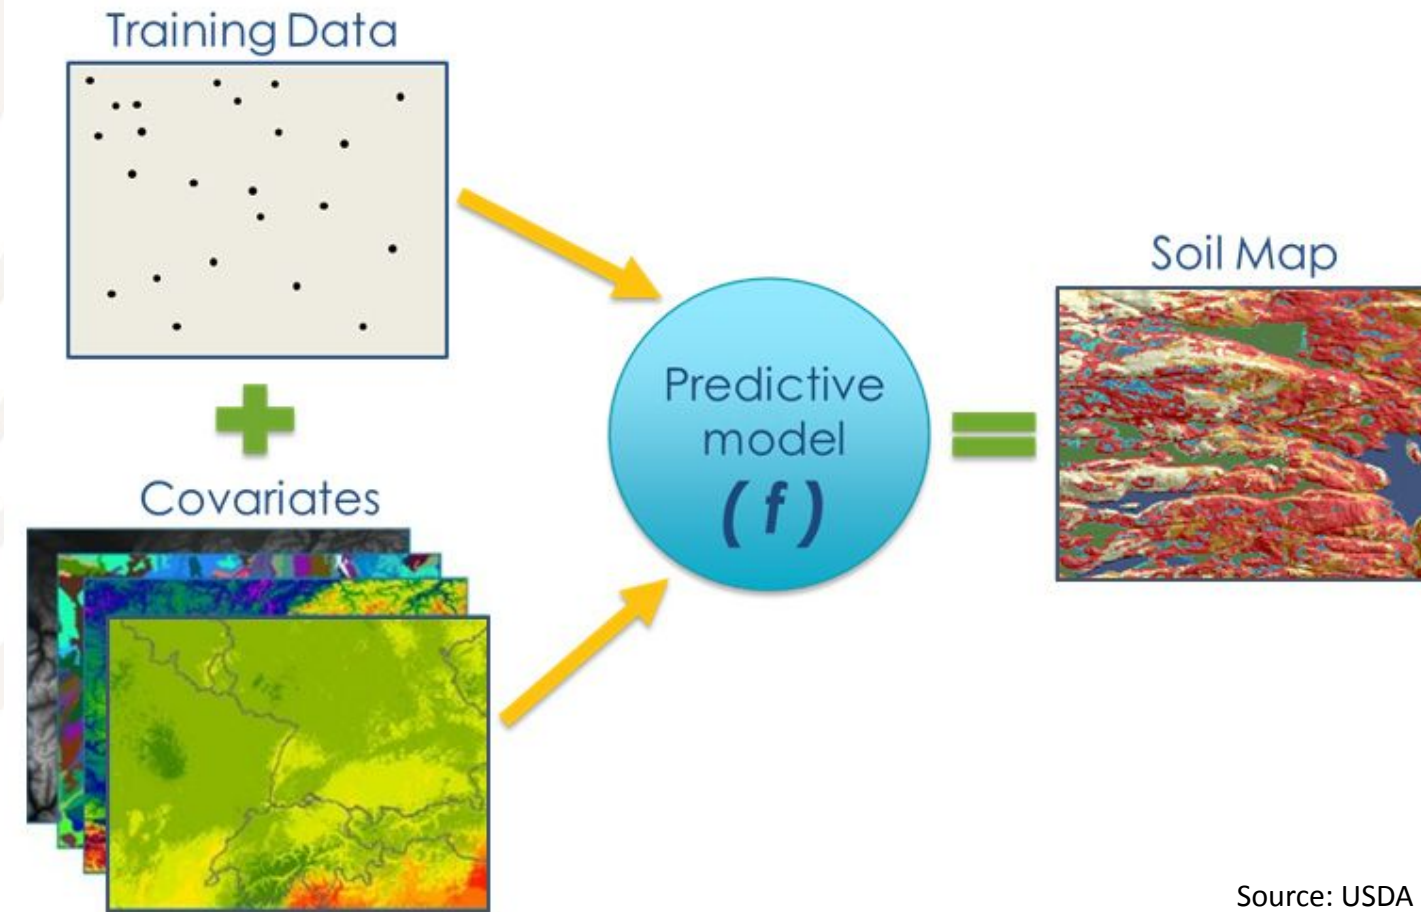 Training Data
Covariates
Predictive
model
( f )
Soil Map
Source: USDA